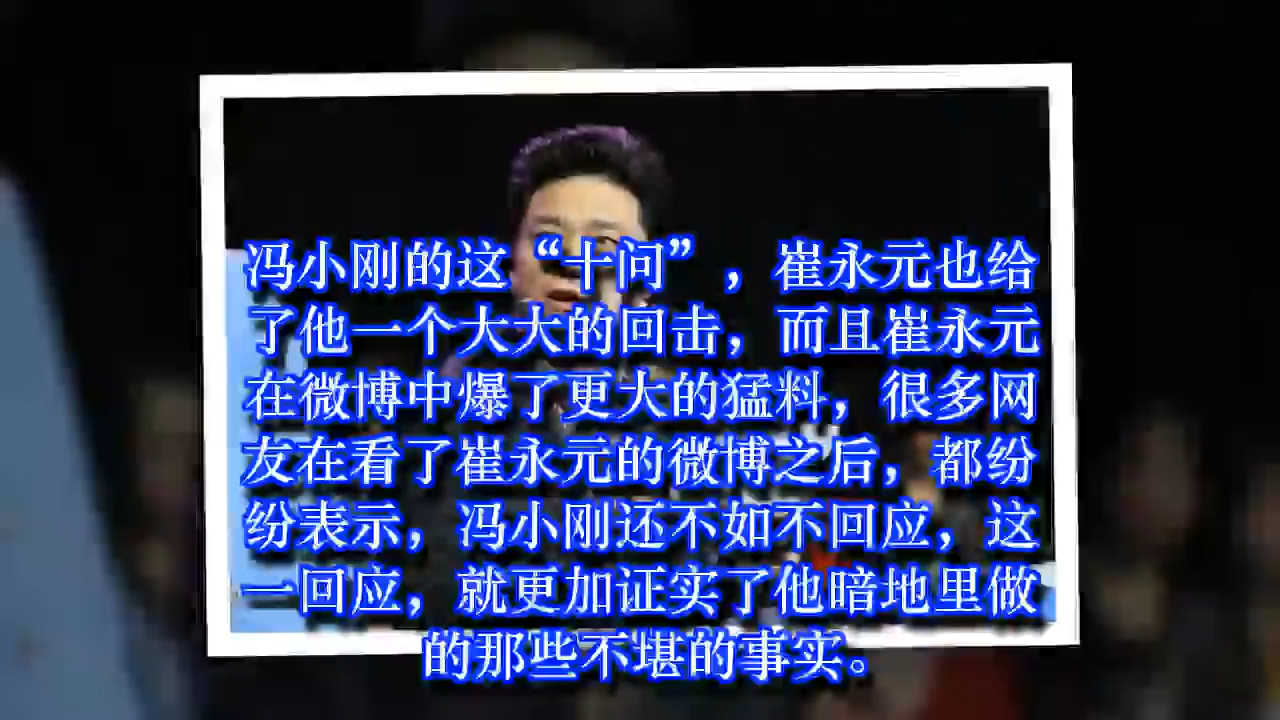 冯小刚的这“十问”，崔永元也给
了他一个大大的回击，而且崔永元
在微博中爆了更大的猛料，很多网
友在看了崔永元的微博之后，都纷
纷表示，冯小刚还不如不回应，这
一回应，就更加证实了他暗地里做
的那些不堪的事实。